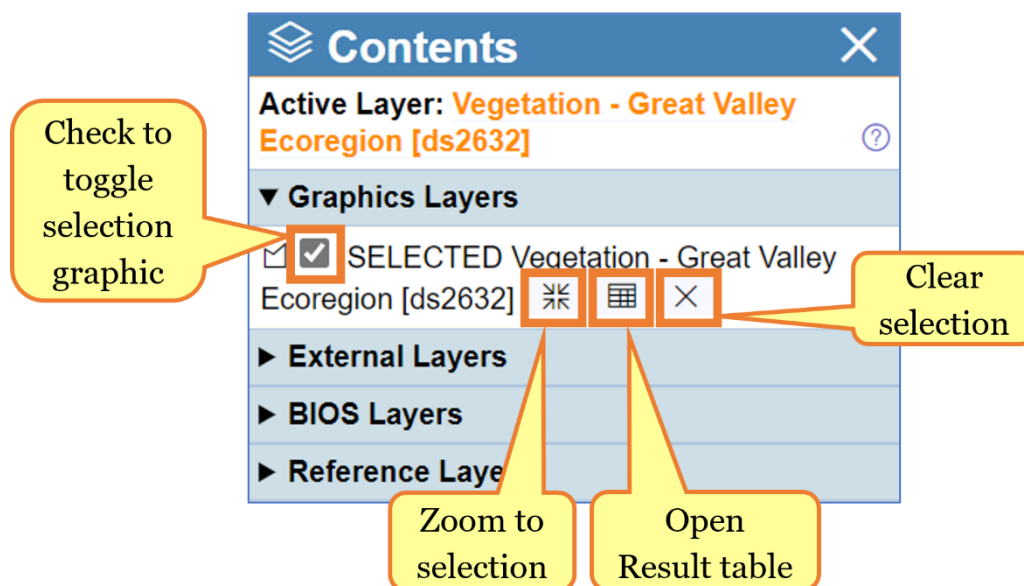 Contents
Active Layer: Vegetation - Great Valley
Ecoregion [ds2632]
Graphics Layers
SELECTED Vegetation - Great Valley
Ecoregion [ds2632]
External Layers
BIOS Layers
Reference Laye
Check to
toggle
selection
graphic
Clear
selection
Zoom to
selection
Open
Result table